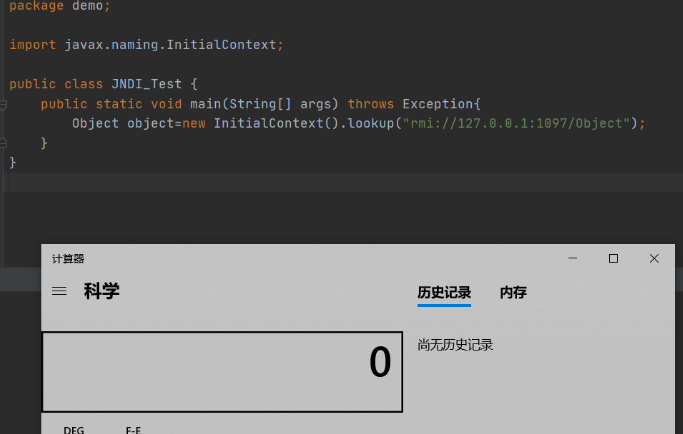 package demo;
import javax.naming.InitialContext;
public class JNDI_Test {
public static void main(String[] args) throws Exception{
Object object=new InitialContext().lookup("rmi://127.0.0.1:1097/Object");
}
}
计算器
科学
历史记录 内存
0
尚无历史记录
DEG F-E